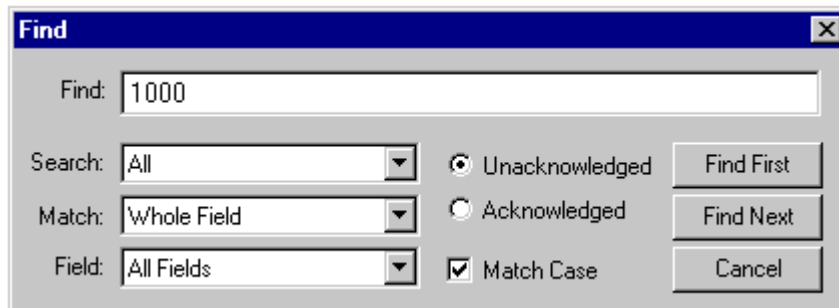 Find
Find: 1000
Search: All Unacknowledged Find First
Match: Whole Field Acknowledged Find Next
Field: All Fields Match Case Cancel